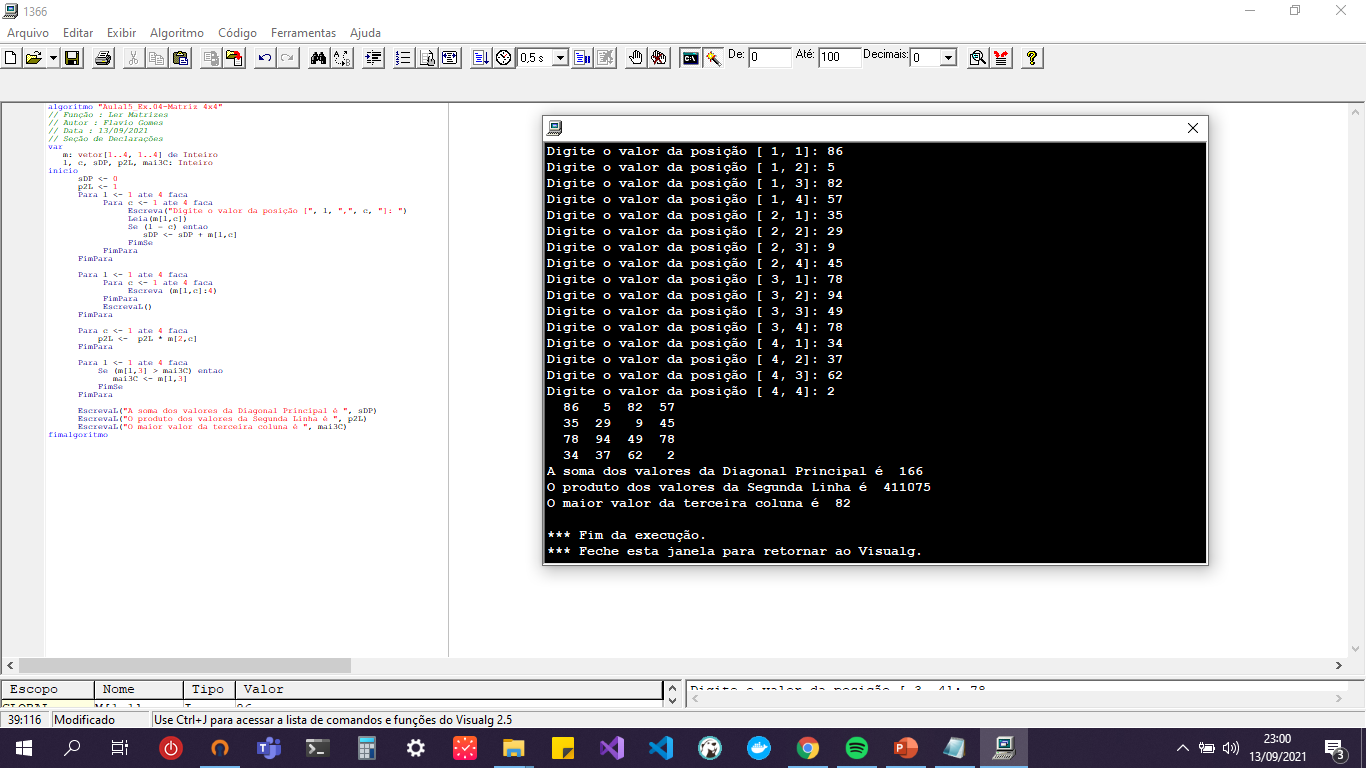 1366
Arquivo Editar Exibir Algoritmo Código Ferramentas Ajuda
0,5 s De: 0 Até: 100 Decimais: 0
algoritmo "Aula15 Ex.04-Matriz 4x4"
// Função : Ler Matrizes
// Autor : Flavio Gomes
// Data : 13/09/2021
// Seção de Declarações
var
m: vetor[1..4, 1..4] de Inteiro
l, c, sDP, p2L, mai3C: Inteiro
inicio
sDP <- 0
p2L <- 1
Para l <- 1 ate 4 faca
Para c <- 1 ate 4 faca
Escreva("Digite o valor da posição [", l, ",", c, "]: ")
Leia(m[l,c])
Se (l = c) entao
sDP <- sDP + m[l,c]
FimSe
FimPara
FimPara
Para l <- 1 ate 4 faca
Para c <- 1 ate 4 faca
Escreva (m[l,c]:4)
FimPara
EscrevaL()
FimPara
Para c <- 1 ate 4 faca
p2L <- p2L * m[2,c]
FimPara
Para l <- 1 ate 4 faca
Se (m[l,3] > mai3C) entao
mai3C <- m[l,3]
FimSe
FimPara
EscrevaL("A soma dos valores da Diagonal Principal é ", sDP)
EscrevaL("O produto dos valores da Segunda Linha é ", p2L)
EscrevaL("O maior valor da terceira coluna é ", mai3C)
fimalgoritmo
Digite o valor da posição [ 1, 1]: 86
Digite o valor da posição [ 1, 2]: 5
Digite o valor da posição [ 1, 3]: 82
Digite o valor da posição [ 1, 4]: 57
Digite o valor da posição [ 2, 1]: 35
Digite o valor da posição [ 2, 2]: 29
Digite o valor da posição [ 2, 3]: 9
Digite o valor da posição [ 2, 4]: 45
Digite o valor da posição [ 3, 1]: 78
Digite o valor da posição [ 3, 2]: 94
Digite o valor da posição [ 3, 3]: 49
Digite o valor da posição [ 3, 4]: 78
Digite o valor da posição [ 4, 1]: 34
Digite o valor da posição [ 4, 2]: 37
Digite o valor da posição [ 4, 3]: 62
Digite o valor da posição [ 4, 4]: 2
86 5 82 57
35 29 9 45
78 94 49 78
34 37 62 2
A soma dos valores da Diagonal Principal é 166
O produto dos valores da Segunda Linha é 411075
O maior valor da terceira coluna é 82
*** Fim da execução.
*** Feche esta janela para retornar ao Visualg.
Escopo Nome Tipo Valor
Digite o valor da posição [ 3, 4]: 78
39:116 Modificado Use Ctrl+J para acessar a lista de comandos e funções do Visualg 2.5
23:00
13/09/2021
3